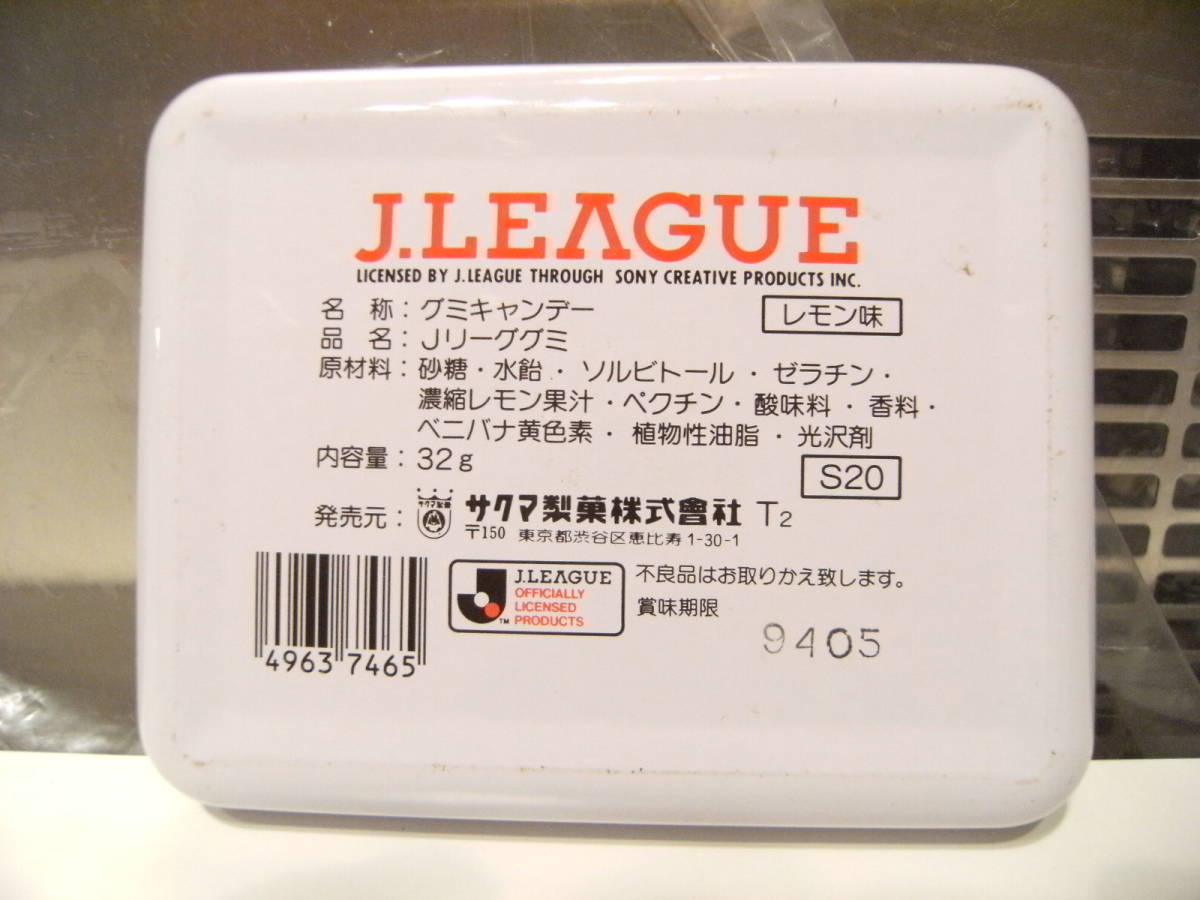 J.LEAGUE
LICENSED BY J.LEAGUE THROUGH SONY CREATIVE PRODUCTS INC.
名 称：グミキャンデー
レモン味
品 名：Jリーググミ
原材料：砂糖・水飴・ソルビトール・ゼラチン・
濃縮レモン果汁・ペクチン・酸味料・香料・
ベニバナ黄色素・植物性油脂・光沢剤
内容量：32g
S20
発売元：サクマ製菓株式會社 T2
〒150 東京都渋谷区恵比寿1-30-1
4963 7465
J.LEAGUE
OFFICIALLY
LICENSED
PRODUCTS
TM
不良品はお取りかえ致します。
賞味期限
9405